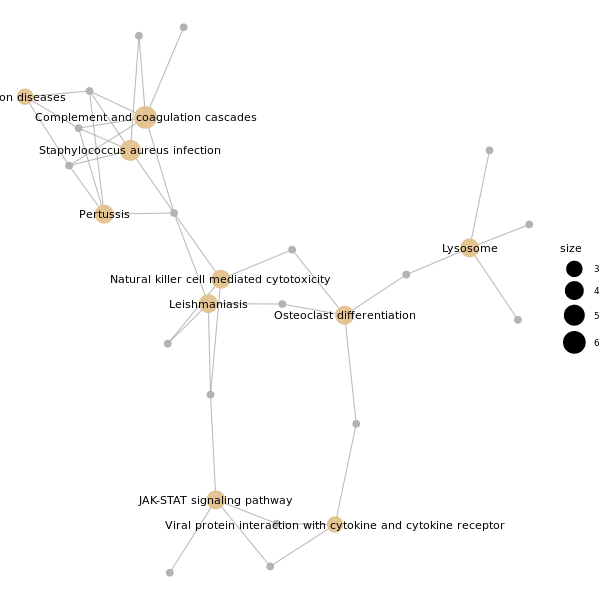 on diseases
Complement and coagulation cascades
Staphylococcus aureus infection
Pertussis
Natural killer cell mediated cytotoxicity
Leishmaniasis
Osteoclast differentiation
Lysosome
JAK-STAT signaling pathway
Viral protein interaction with cytokine and cytokine receptor
size
3
4
5
6